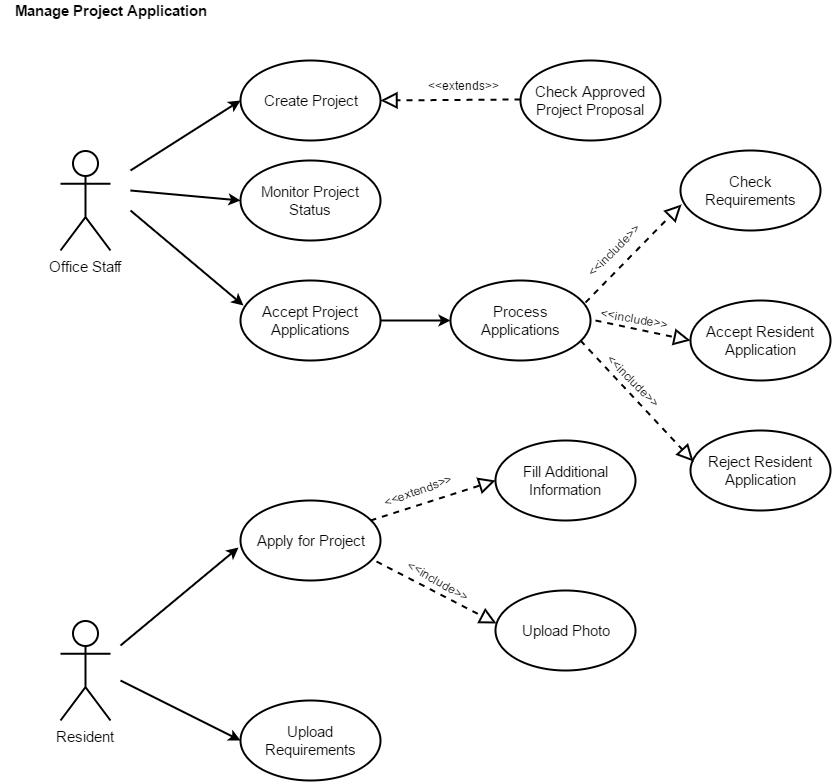 Manage Project Application
Create Project
<<extends>>
Check Approved
Project Proposal
Monitor Project
Status
Check
Requirements
<<include>>
Office Staff
Accept Project
Applications
Process
Applications
<<include>>
Accept Resident
Application
<<include>>
Reject Resident
Application
Fill Additional
Information
<<extends>>
Apply for Project
<<include>>
Upload Photo
Resident
Upload
Requirements